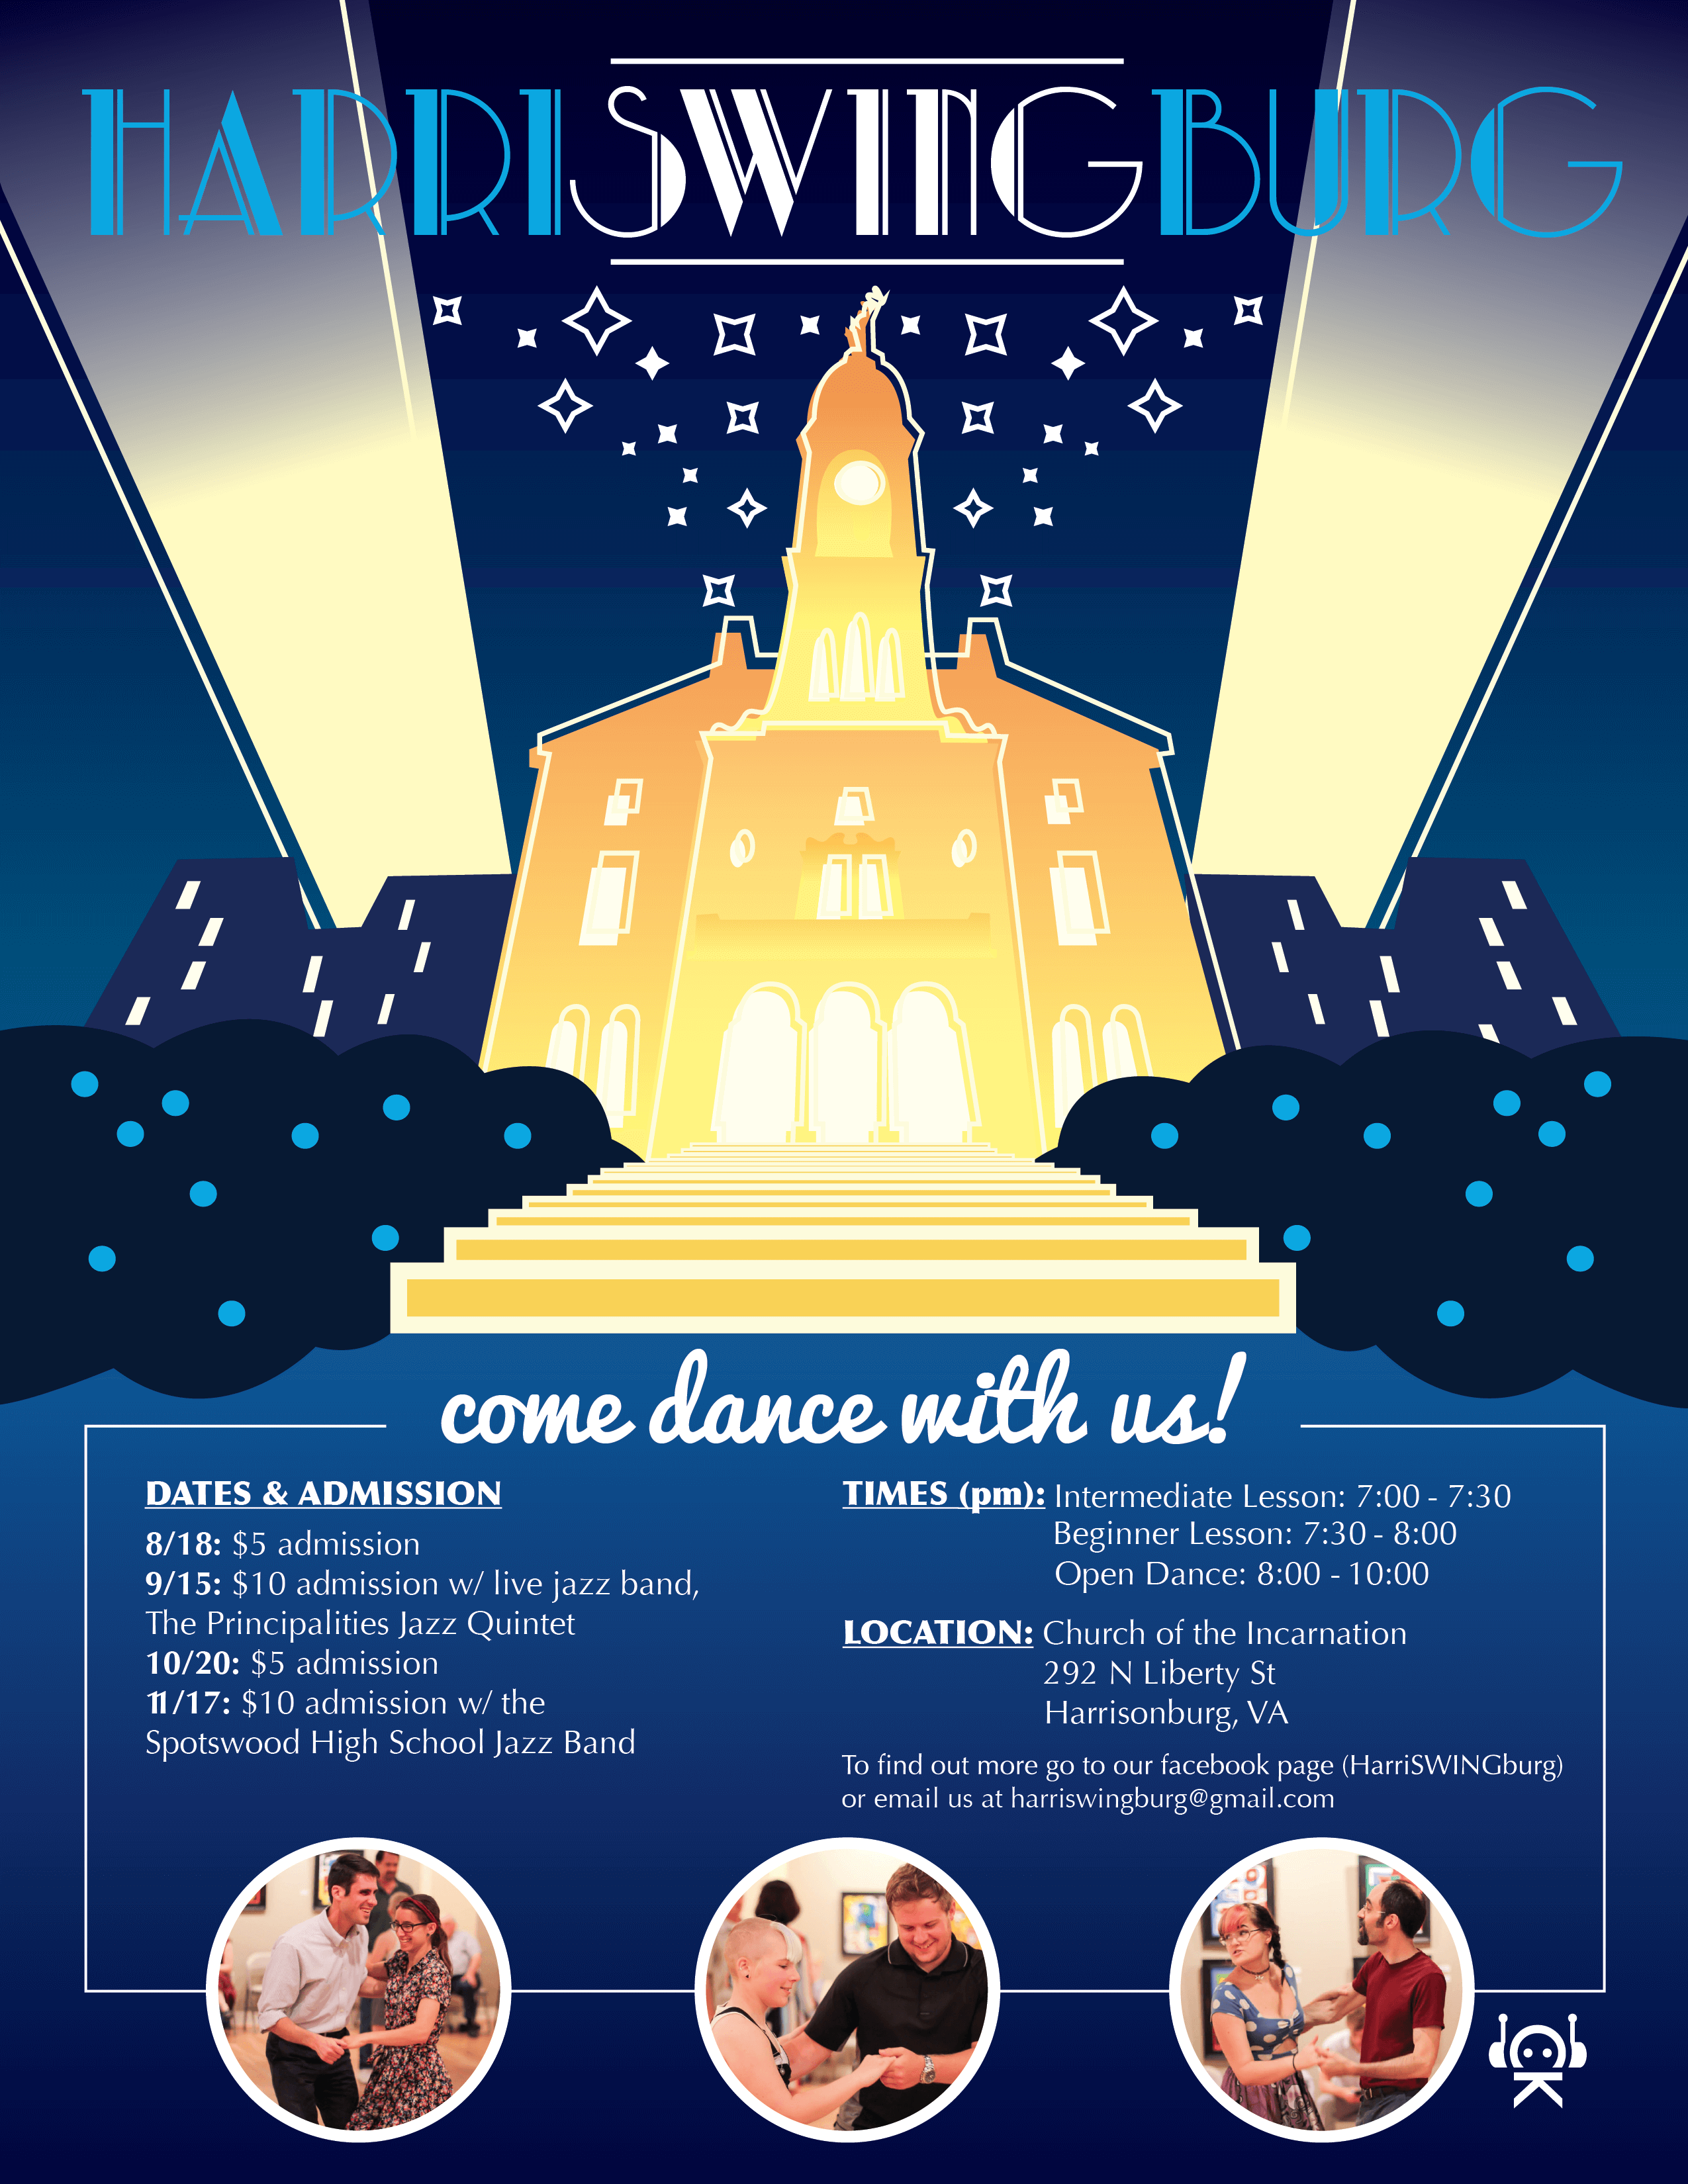 HARRISWINGBURG
come dance with us!
DATES & ADMISSION
8/18: $5 admission
9/15: $10 admission w/ live jazz band,
The Principalities Jazz Quintet
10/20: $5 admission
11/17: $10 admission w/ the
Spotswood High School Jazz Band
TIMES (pm): Intermediate Lesson: 7:00 - 7:30
Beginner Lesson: 7:30 - 8:00
Open Dance: 8:00 - 10:00
LOCATION: Church of the Incarnation
292 N Liberty St
Harrisonburg, VA
To find out more go to our facebook page (HarriSWINGburg)
or email us at harriswingburg@gmail.com